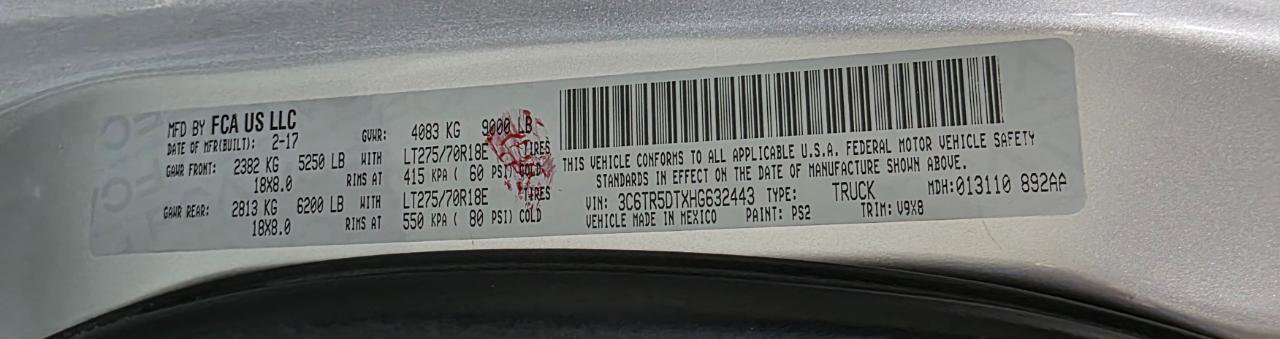 MFD BY FCA US LLC
DATE OF MFR(BUILT): 2-17 GVWR: 4083 KG 9000 LB
GAWR FRONT: 2382 KG 5250 LB WITH LT275/70R18E TIRES
18X8.0 RIMS AT 415 KPA ( 60 PSI) COLD
GAWR REAR: 2813 KG 6200 LB WITH LT275/70R18E TIRES
18X8.0 RIMS AT 550 KPA ( 80 PSI) COLD
THIS VEHICLE CONFORMS TO ALL APPLICABLE U.S.A. FEDERAL MOTOR VEHICLE SAFETY
STANDARDS IN EFFECT ON THE DATE OF MANUFACTURE SHOWN ABOVE.
VIN: 3C6TR5DTXHG632443 TYPE: TRUCK MDH:013110 892AA
VEHICLE MADE IN MEXICO PAINT: PS2 TRIM: V9X8